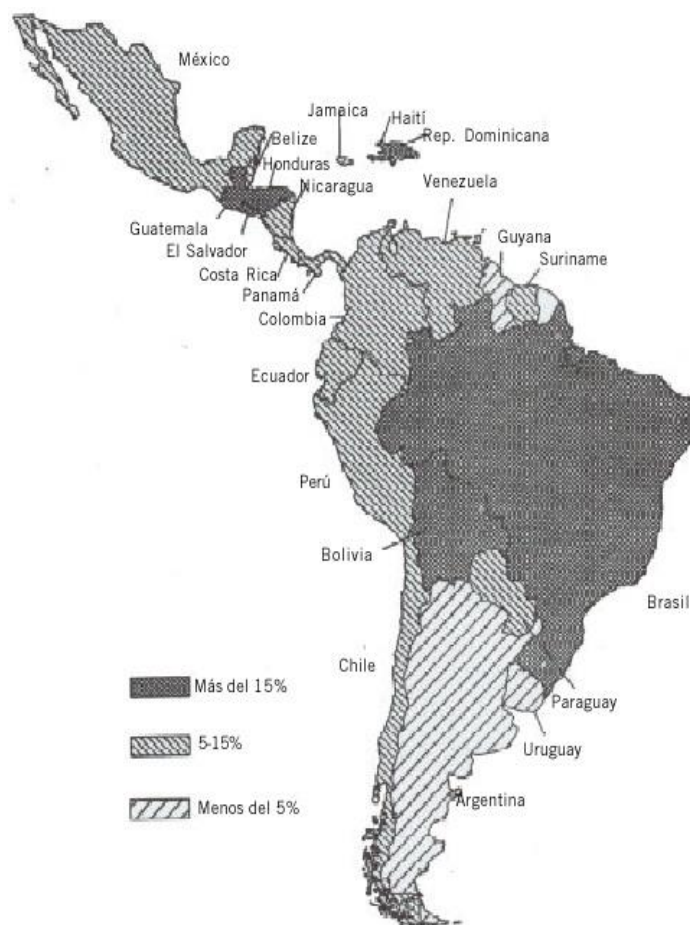 México
Jamaica
Haití
Rep. Dominicana
Belize
Honduras
Nicaragua
Venezuela
Guatemala
El Salvador
Costa Rica
Panamá
Colombia
Guyana
Suriname
Ecuador
Perú
Bolivia
Brasil
Chile
Paraguay
Uruguay
Argentina
Más del 15%
5-15%
Menos del 5%